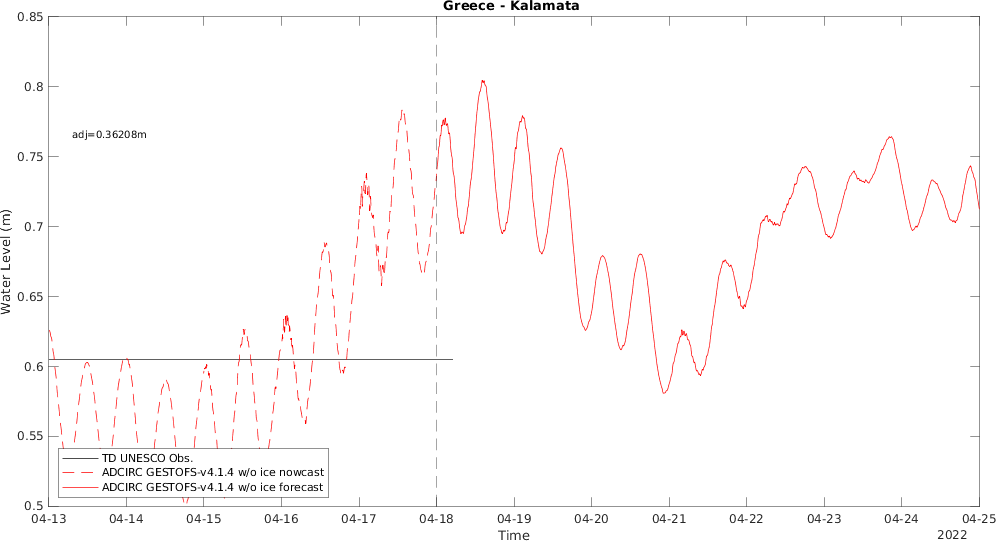 Greece - Kalamata
0.85
0.8
0.75
0.7
0.65
0.6
0.55
0.5
Water Level (m)
adj=0.36208m
TD UNESCO Obs.
ADCIRC GESTOFS-v4.1.4 w/o ice nowcast
ADCIRC GESTOFS-v4.1.4 w/o ice forecast
04-13 04-14 04-15 04-16 04-17 04-18 04-19 04-20 04-21 04-22 04-23 04-24 04-25
Time
2022